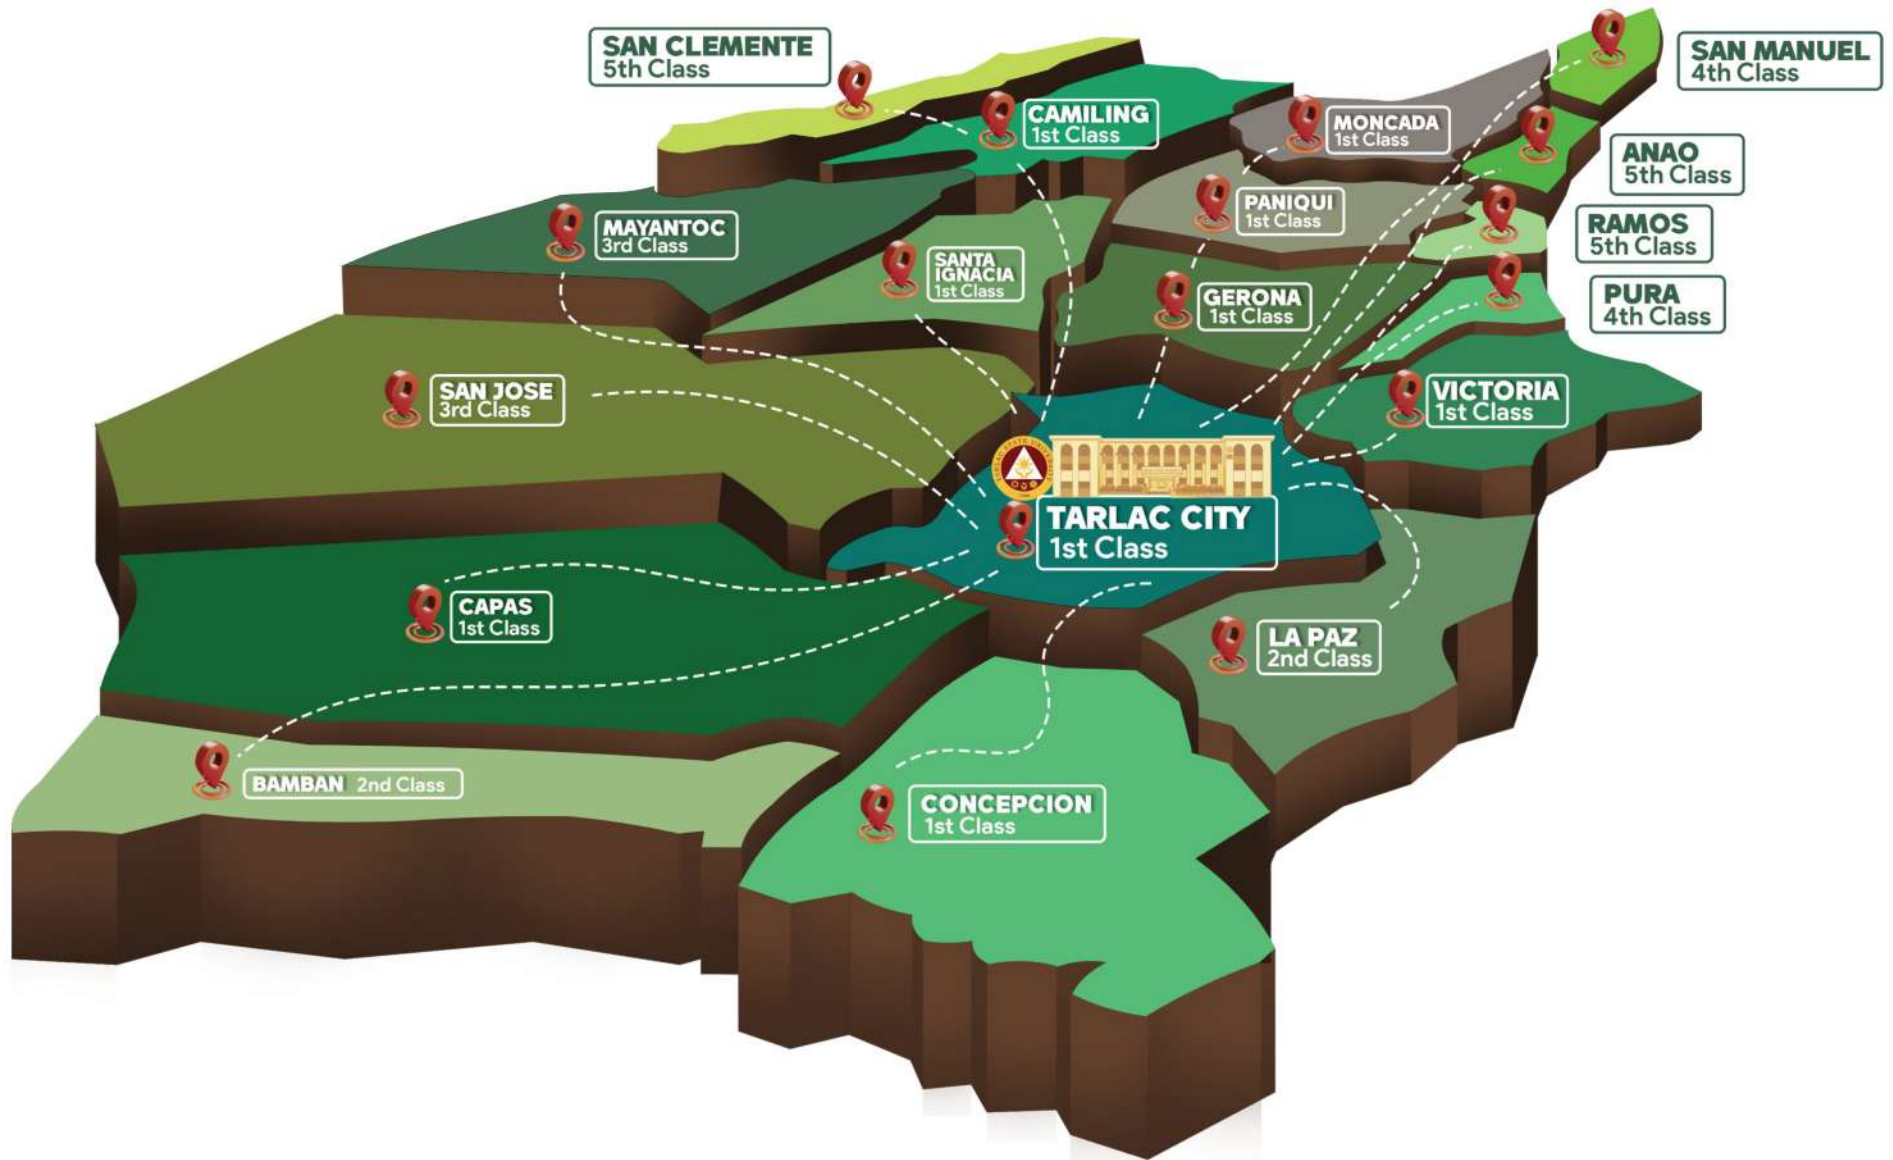 SAN CLEMENTE
5th Class
SAN MANUEL
4th Class
CAMILING
1st Class
MONCADA
1st Class
ANAO
5th Class
PANIQUI
1st Class
RAMOS
5th Class
MAYANTOC
3rd Class
SANTA
IGNACIA
1st Class
GERONA
1st Class
PURA
4th Class
SAN JOSE
3rd Class
VICTORIA
1st Class
TARLAC STATE UNIVERSITY
TARLAC CITY
1st Class
CAPAS
1st Class
LA PAZ
2nd Class
BAMBAN 2nd Class
CONCEPCION
1st Class